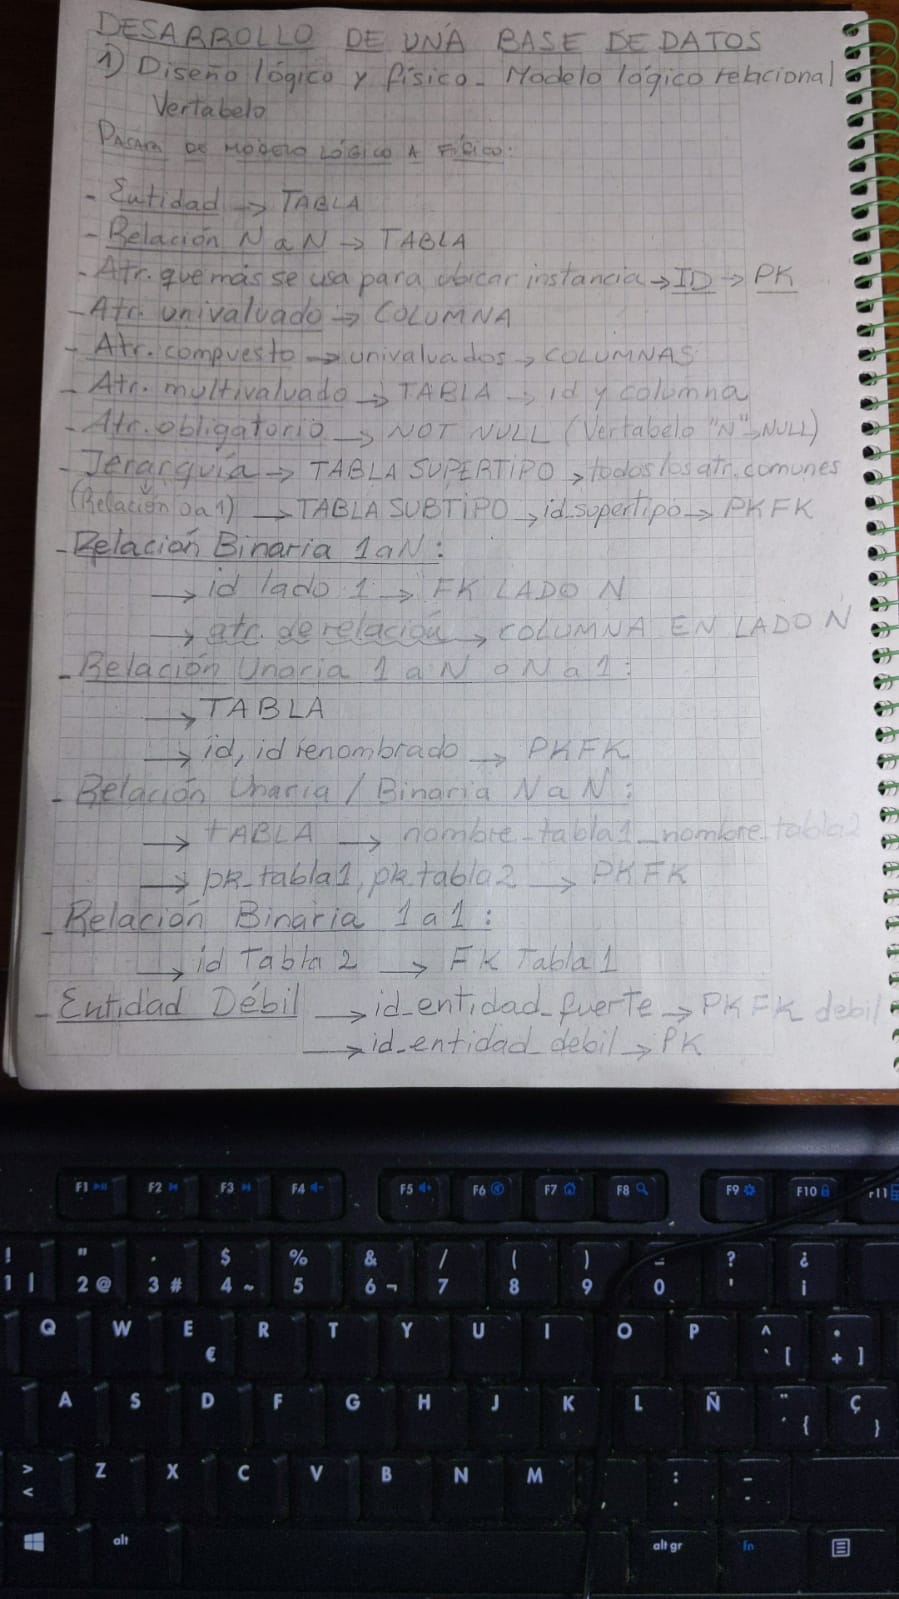 DESARROLLO DE UNA BASE DE DATOS
1) Diseño lógico y físico - Modelo lógico relacional
Vertabelo
PASAR DE MODELO LÓGICO A FÍSICO:
- Entidad → TABLA
- Relación N a N → TABLA
- Atr. que más se usa para ubicar instancia → ID → PK
- Atr. univaluado → COLUMNA
- Atr. compuesto → univaluados → COLUMNAS
- Atr. multivaluado → TABLA → id y columna
- Atr. obligatorio → NOT NULL (Vertabelo "N" → NULL)
- Jerarquía → TABLA SUPERTIPO → todos los atr. comunes
(Relación 0 a 1) → TABLA SUBTIPO → id_supertipo → PKFK
- Relación Binaria 1 a N:
→ id lado 1 → FK LADO N
→ atr. de relación → COLUMNA EN LADO N
- Relación Unaria 1 a N o N a 1:
→ TABLA
→ id, id renombrado → PKFK
- Relación Unaria / Binaria N a N:
→ TABLA → nombre_tabla1_nombre_tabla2
→ pk_tabla1, pk_tabla2 → PKFK
- Relación Binaria 1 a 1:
→ id Tabla 2 → FK Tabla 1
- Entidad Débil → id_entidad_fuerte → PKFK debil
→ id_entidad_debil → PK
F1 F2 F3 F4 F5 F6 F7 F8 F9 F10 f11
! " · $ % & / ( ) = ? ¿
1 | 2 @ 3 # 4 ~ 5 6 ¬ 7 8 9 0 ' ¡
Q W E R T Y U I O P ^ *
€ ` [ + ]
A S D F G H J K L Ñ ¨ Ç
´ { }
> Z X C V B N M : -
< , . -
alt alt gr fn